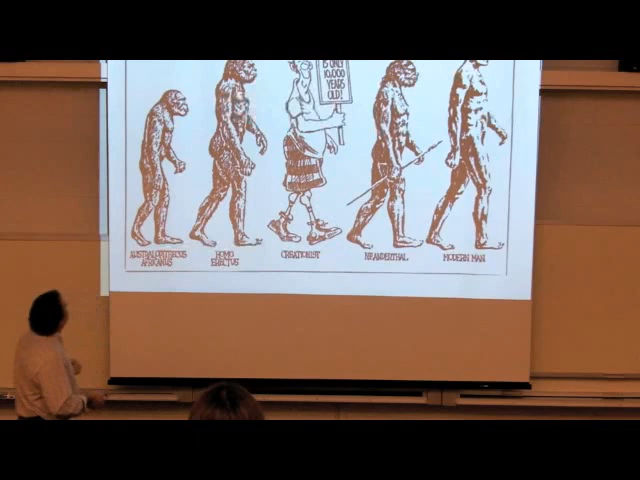 IS ONLY
10,000
YEARS
OLD!
AUSTRALOPITHECUS
AFRICANUS
HOMO
ERECTUS
CREATIONIST
NEANDERTHAL
MODERN MAN